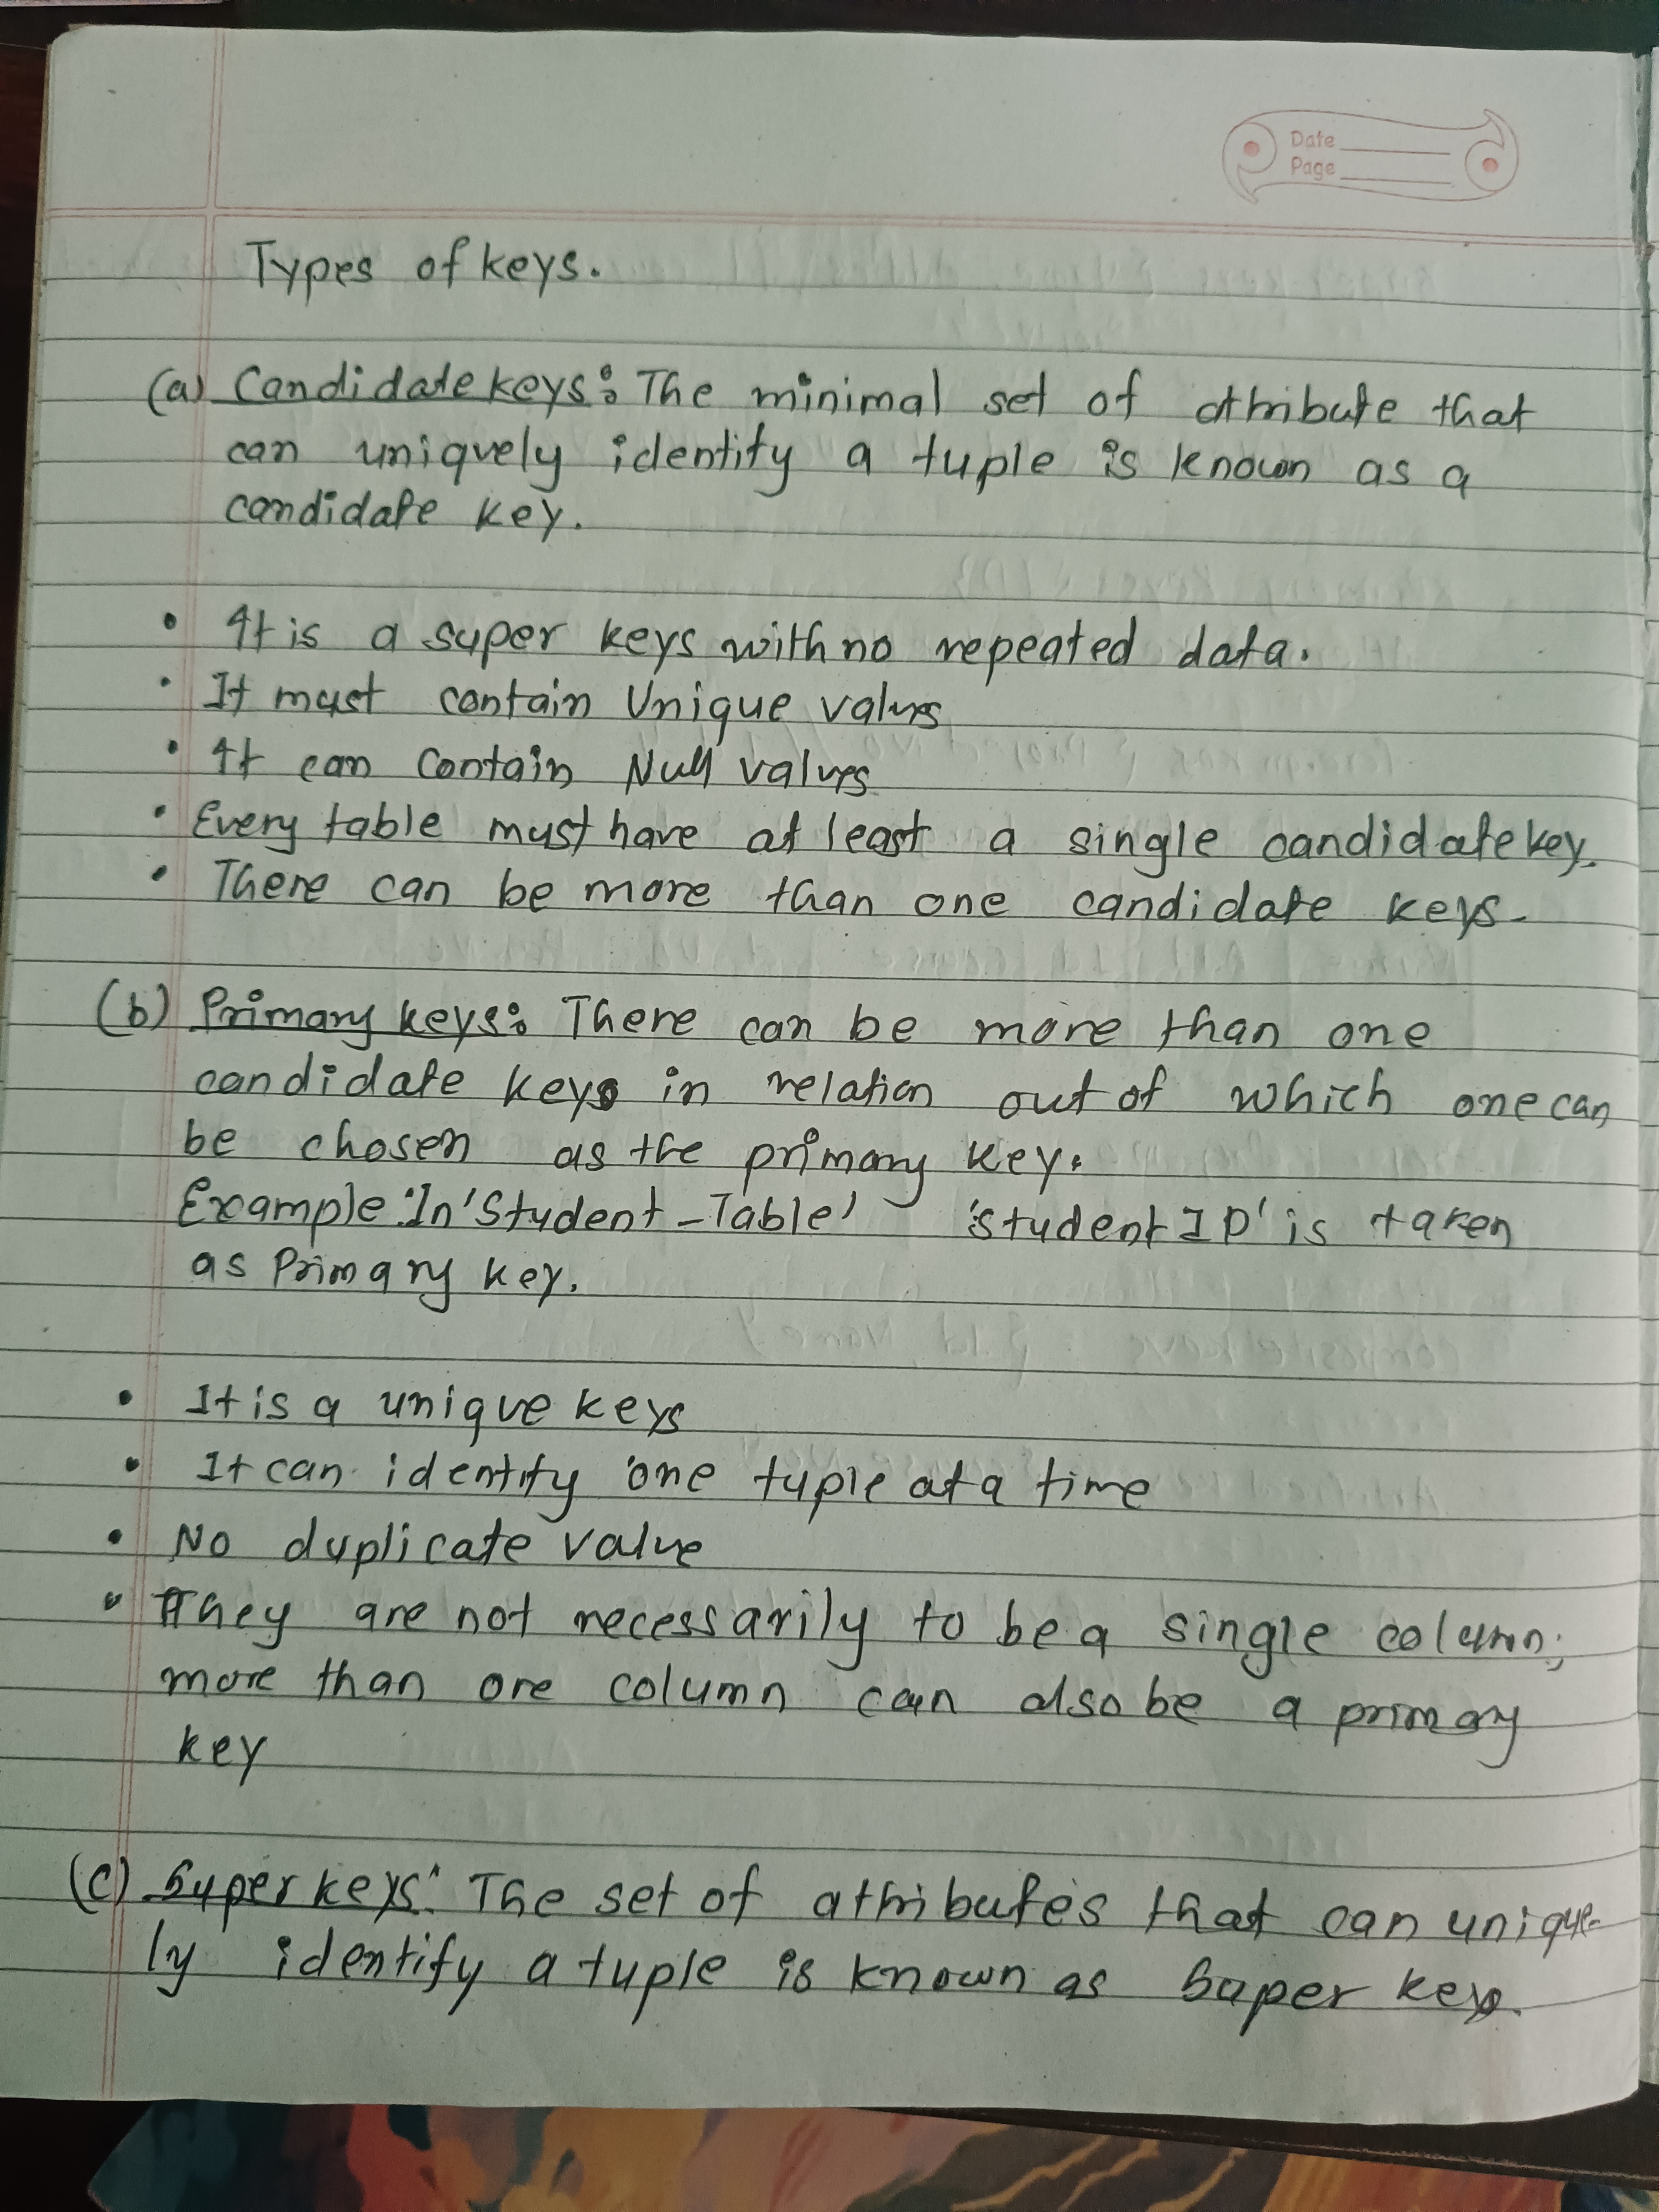 Date
Page
Types of keys.
(a) Candidate keys: The minimal set of attribute that
can uniquely identify a tuple is known as a
candidate key.
• It is a super keys with no repeated data.
• It must contain Unique values
• It can contain Null values
• Every table must have at least a single candidate key.
• There can be more than one candidate keys.
(b) Primary keys: There can be more than one
candidate keys in relation out of which one can
be chosen as the primary key.
Example: In 'Student_Table' 'student ID' is taken
as Primary key.
• It is a unique keys
• It can identify one tuple at a time
• No duplicate value
• They are not necessarily to be a single column;
more than one column can also be a primary
key
(c) Super keys: The set of attributes that can unique-
ly identify a tuple is known as Super key.